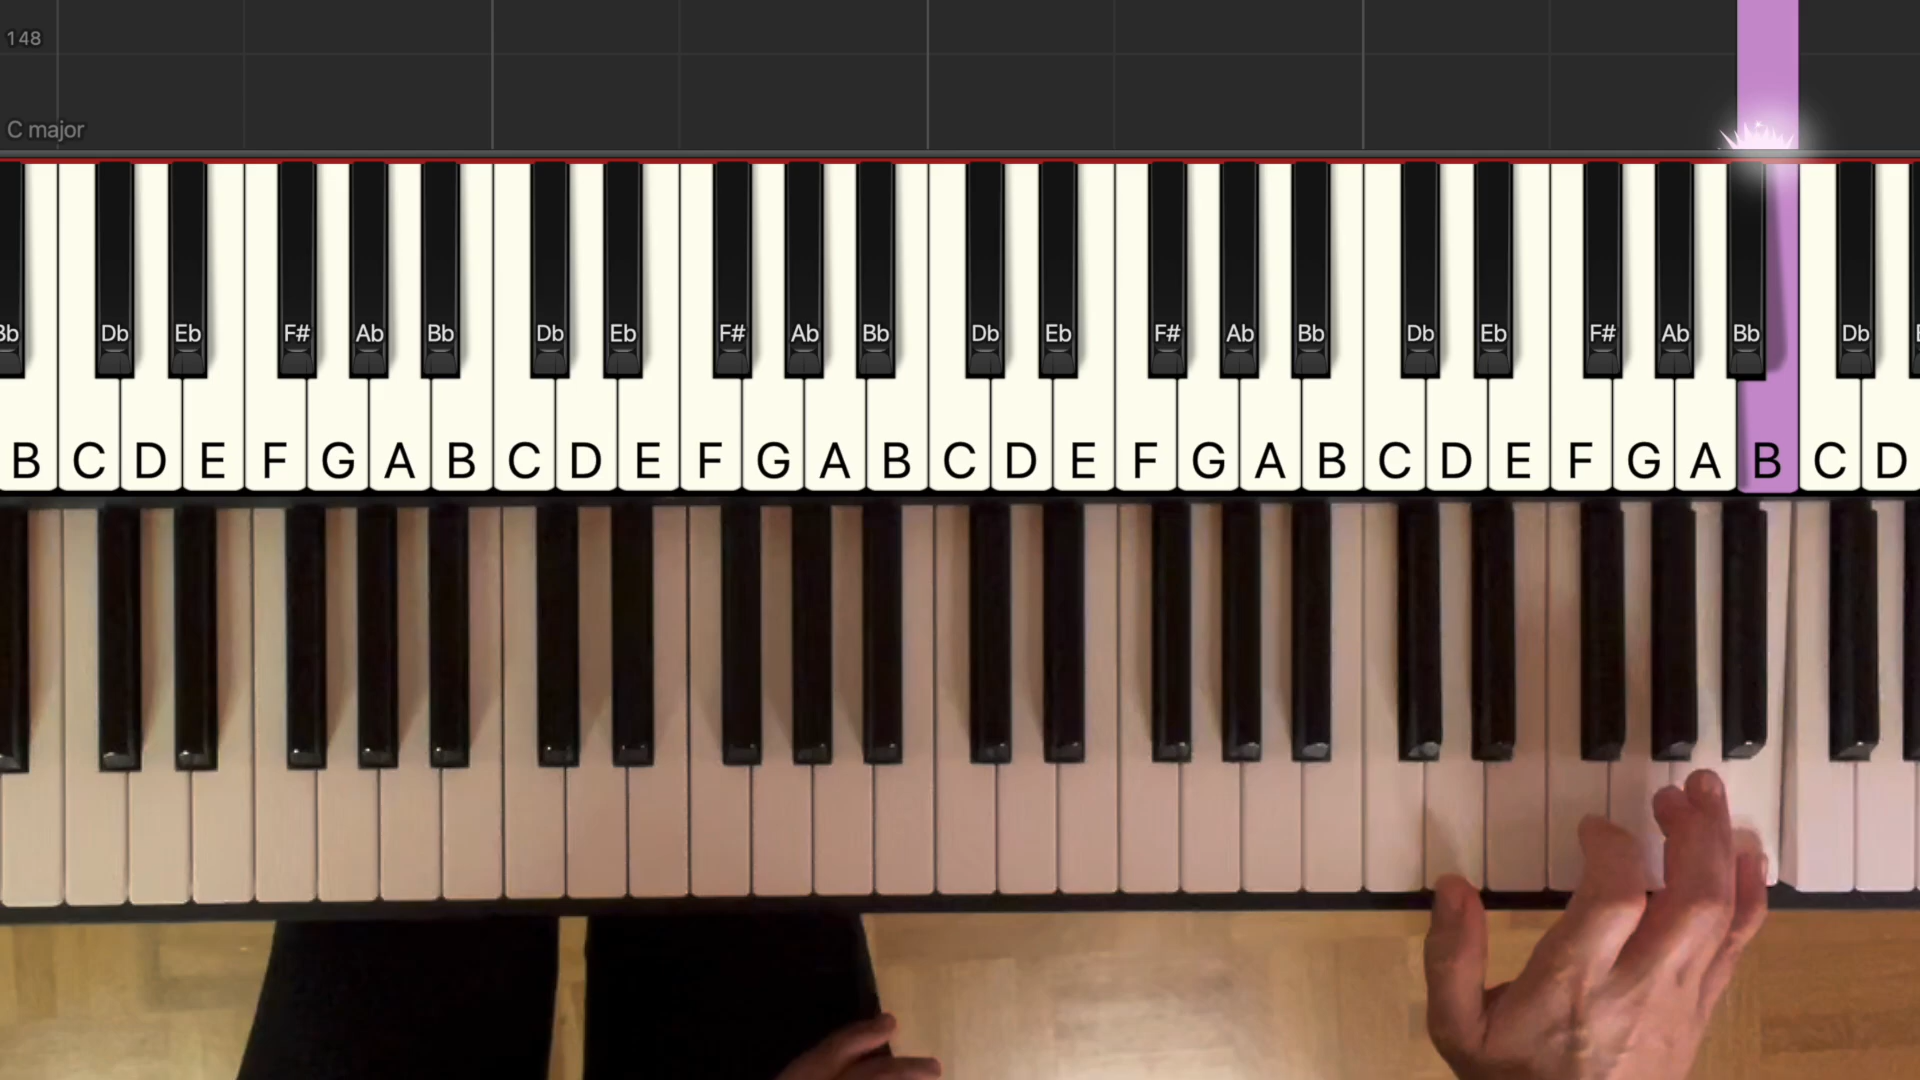 148
C major
Bb Db Eb F# Ab Bb Db Eb F# Ab Bb Db Eb F# Ab Bb Db Eb F# Ab Bb Db
B C D E F G A B C D E F G A B C D E F G A B C D E F G A B C D